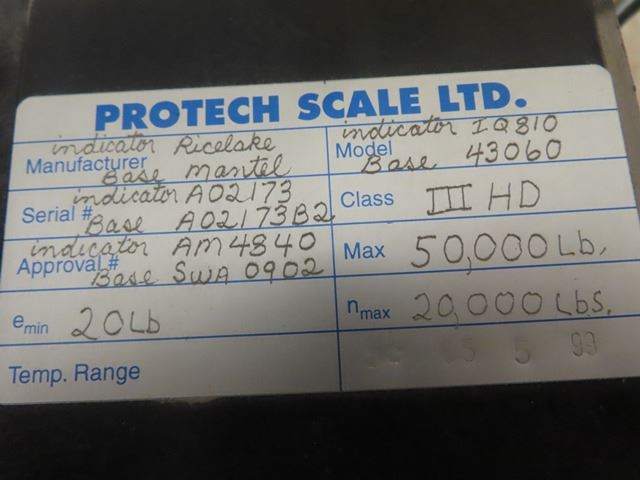 PROTECH SCALE LTD.
indicator Ricelake
Manufacturer
Base Mantel
indicator IQ810
Model
Base 43060
indicator A02173
Serial #
Base A02173B2
Class III HD
indicator AM4840
Approval.#
Base SWA 0902
Max 50,000 Lb.
emin 20Lb
nmax 20,000 Lbs.
Temp. Range
5 99